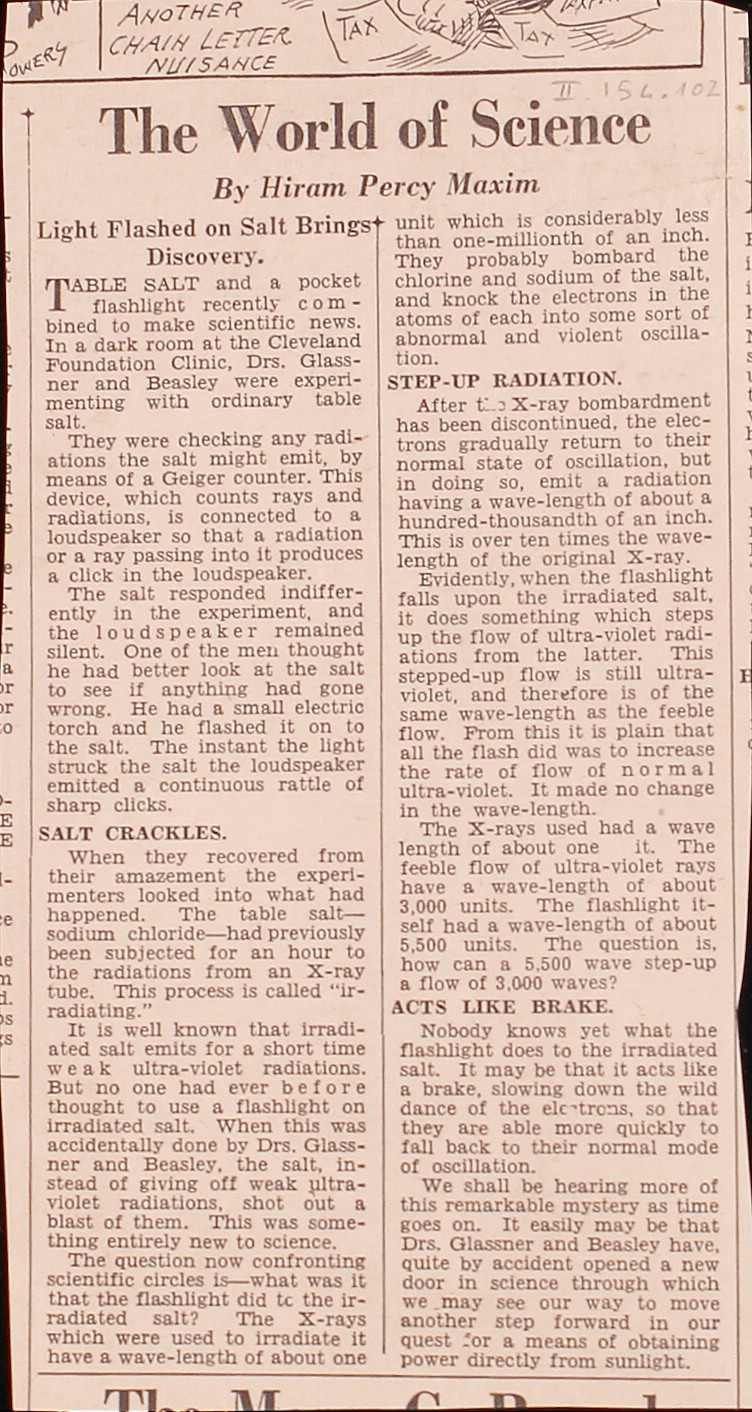 ANOTHER
CHAIN LETTER
NUISANCE
TAX
TAX
OWERY
II 154.102
The World of Science
By Hiram Percy Maxim
Light Flashed on Salt Brings
Discovery.
TABLE SALT and a pocket
flashlight recently com-
bined to make scientific news.
In a dark room at the Cleveland
Foundation Clinic, Drs. Glass-
ner and Beasley were experi-
menting with ordinary table
salt.
They were checking any radi-
ations the salt might emit, by
means of a Geiger counter. This
device, which counts rays and
radiations, is connected to a
loudspeaker so that a radiation
or a ray passing into it produces
a click in the loudspeaker.
The salt responded indiffer-
ently in the experiment, and
the loudspeaker remained
silent. One of the men thought
he had better look at the salt
to see if anything had gone
wrong. He had a small electric
torch and he flashed it on to
the salt. The instant the light
struck the salt the loudspeaker
emitted a continuous rattle of
sharp clicks.
SALT CRACKLES.
When they recovered from
their amazement the experi-
menters looked into what had
happened. The table salt—
sodium chloride—had previously
been subjected for an hour to
the radiations from an X-ray
tube. This process is called "ir-
radiating."
It is well known that irradi-
ated salt emits for a short time
weak ultra-violet radiations.
But no one had ever before
thought to use a flashlight on
irradiated salt. When this was
accidentally done by Drs. Glass-
ner and Beasley, the salt, in-
stead of giving off weak ultra-
violet radiations, shot out a
blast of them. This was some-
thing entirely new to science.
The question now confronting
scientific circles is—what was it
that the flashlight did to the ir-
radiated salt? The X-rays
which were used to irradiate it
have a wave-length of about one
unit which is considerably less
than one-millionth of an inch.
They probably bombard the
chlorine and sodium of the salt,
and knock the electrons in the
atoms of each into some sort of
abnormal and violent oscilla-
tion.
STEP-UP RADIATION.
After the X-ray bombardment
has been discontinued, the elec-
trons gradually return to their
normal state of oscillation, but
in doing so, emit a radiation
having a wave-length of about a
hundred-thousandth of an inch.
This is over ten times the wave-
length of the original X-ray.
Evidently, when the flashlight
falls upon the irradiated salt,
it does something which steps
up the flow of ultra-violet radi-
ations from the latter. This
stepped-up flow is still ultra-
violet, and therefore is of the
same wave-length as the feeble
flow. From this it is plain that
all the flash did was to increase
the rate of flow of normal
ultra-violet. It made no change
in the wave-length.
The X-rays used had a wave
length of about one it. The
feeble flow of ultra-violet rays
have a wave-length of about
3,000 units. The flashlight it-
self had a wave-length of about
5,500 units. The question is,
how can a 5,500 wave step-up
a flow of 3,000 waves?
ACTS LIKE BRAKE.
Nobody knows yet what the
flashlight does to the irradiated
salt. It may be that it acts like
a brake, slowing down the wild
dance of the electrons, so that
they are able more quickly to
fall back to their normal mode
of oscillation.
We shall be hearing more of
this remarkable mystery as time
goes on. It easily may be that
Drs. Glassner and Beasley have,
quite by accident opened a new
door in science through which
we may see our way to move
another step forward in our
quest for a means of obtaining
power directly from sunlight.